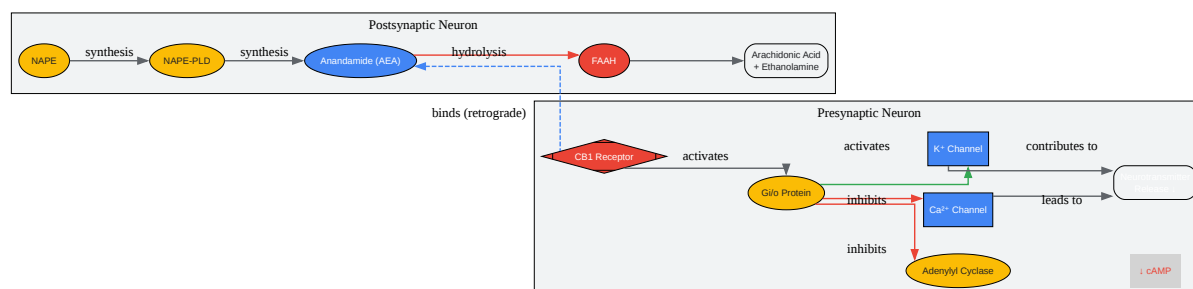 Postsynaptic Neuron
NAPE
synthesis
NAPE-PLD
synthesis
Anandamide (AEA)
hydrolysis
FAAH
Arachidonic Acid
+ Ethanolamine
binds (retrograde)
Presynaptic Neuron
CB1 Receptor
activates
Gi/o Protein
activates
K⁺ Channel
contributes to
inhibits
Ca²⁺ Channel
leads to
inhibits
Adenylyl Cyclase
↓ cAMP